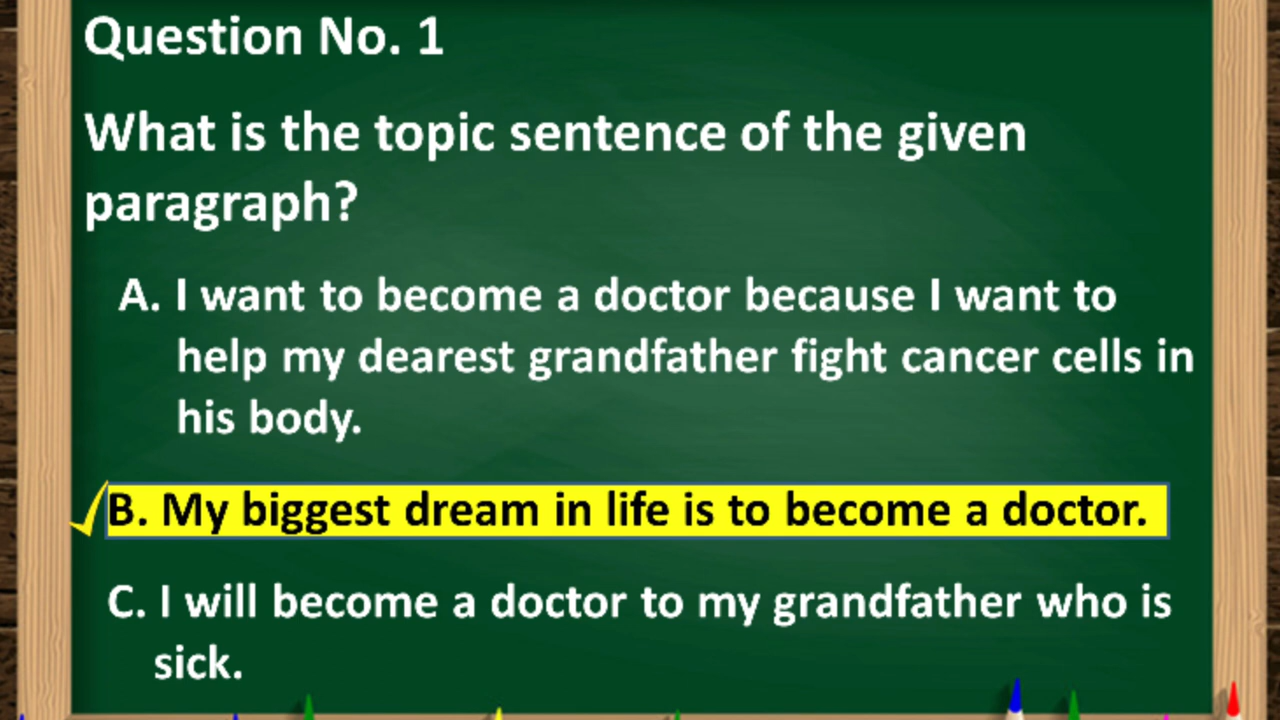 Question No. 1
What is the topic sentence of the given
paragraph?
A. I want to become a doctor because I want to
help my dearest grandfather fight cancer cells in
his body.
B. My biggest dream in life is to become a doctor.
C. I will become a doctor to my grandfather who is
sick.